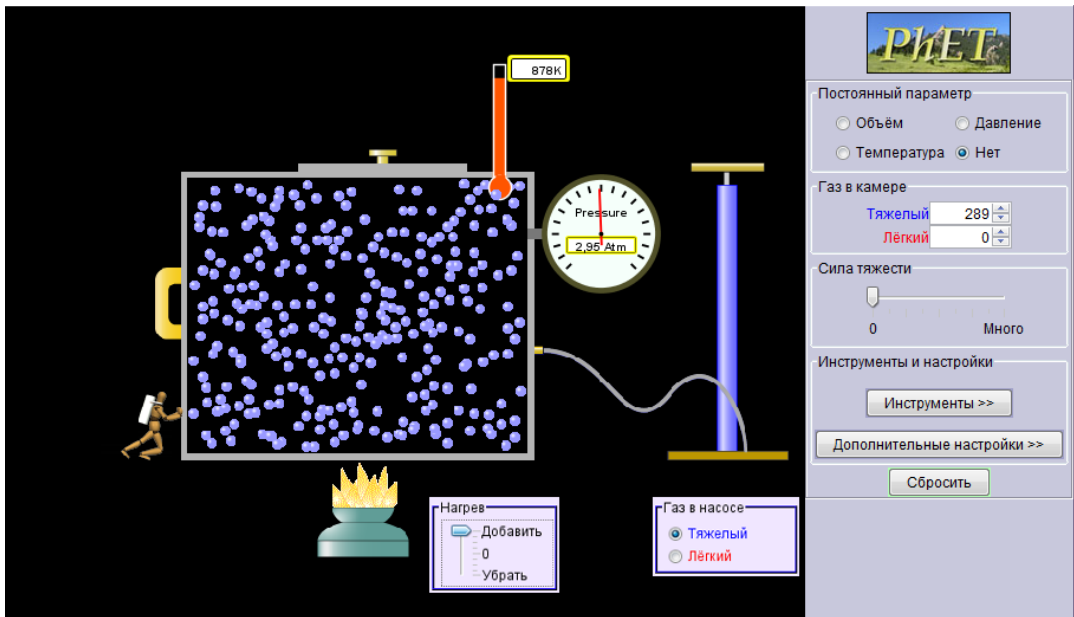 878K
Pressure
2,95 Atm
Нагрев
Добавить
0
Убрать
Газ в насосе
Тяжелый
Лёгкий
PhET
Постоянный параметр
Объём
Давление
Температура
Нет
Газ в камере
Тяжелый 289
Лёгкий 0
Сила тяжести
0 Много
Инструменты и настройки
Инструменты >>
Дополнительные настройки >>
Сбросить